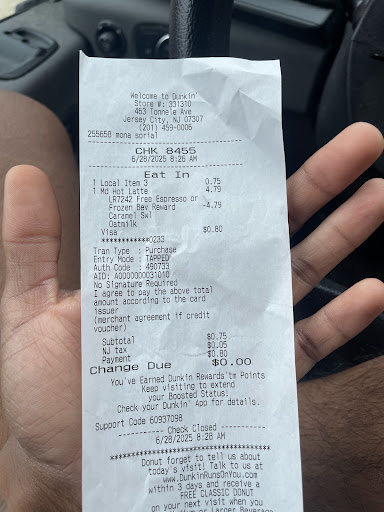 Welcome to Dunkin'
Store #: 331310
463 Tonnele Ave
Jersey City, NJ 07307
(201) 459-0006
255658 mona sorial
CHK 8455
6/28/2025 8:26 AM
Eat In
1 Local Item 3 0.75
1 Md Hot Latte 4.79
LR7242 Free Espresso or
Frozen Bev Reward -4.79
Caramel Swl
Oatmilk
Visa $0.80
************0233
Tran Type : Purchase
Entry Mode : TAPPED
Auth Code : 490753
AID: A0000000031010
No Signature Required
I agree to pay the above total
amount according to the card
issuer
(merchant agreement if credit
voucher)
Subtotal $0.75
NJ tax $0.05
Payment $0.80
Change Due $0.00
You've Earned Dunkin Rewards'tm Points
Keep visiting to extend
your Boosted Status!
Check your Dunkin' App for details.
Support Code 60937098
----------- Check Closed -----------
6/28/2025 8:28 AM
************************************
Donut forget to tell us about
today's visit! Talk to us at
www.DunkinRunsOnYou.com
within 3 days and receive a
FREE CLASSIC DONUT
on your next visit when you
or Larger Beverage